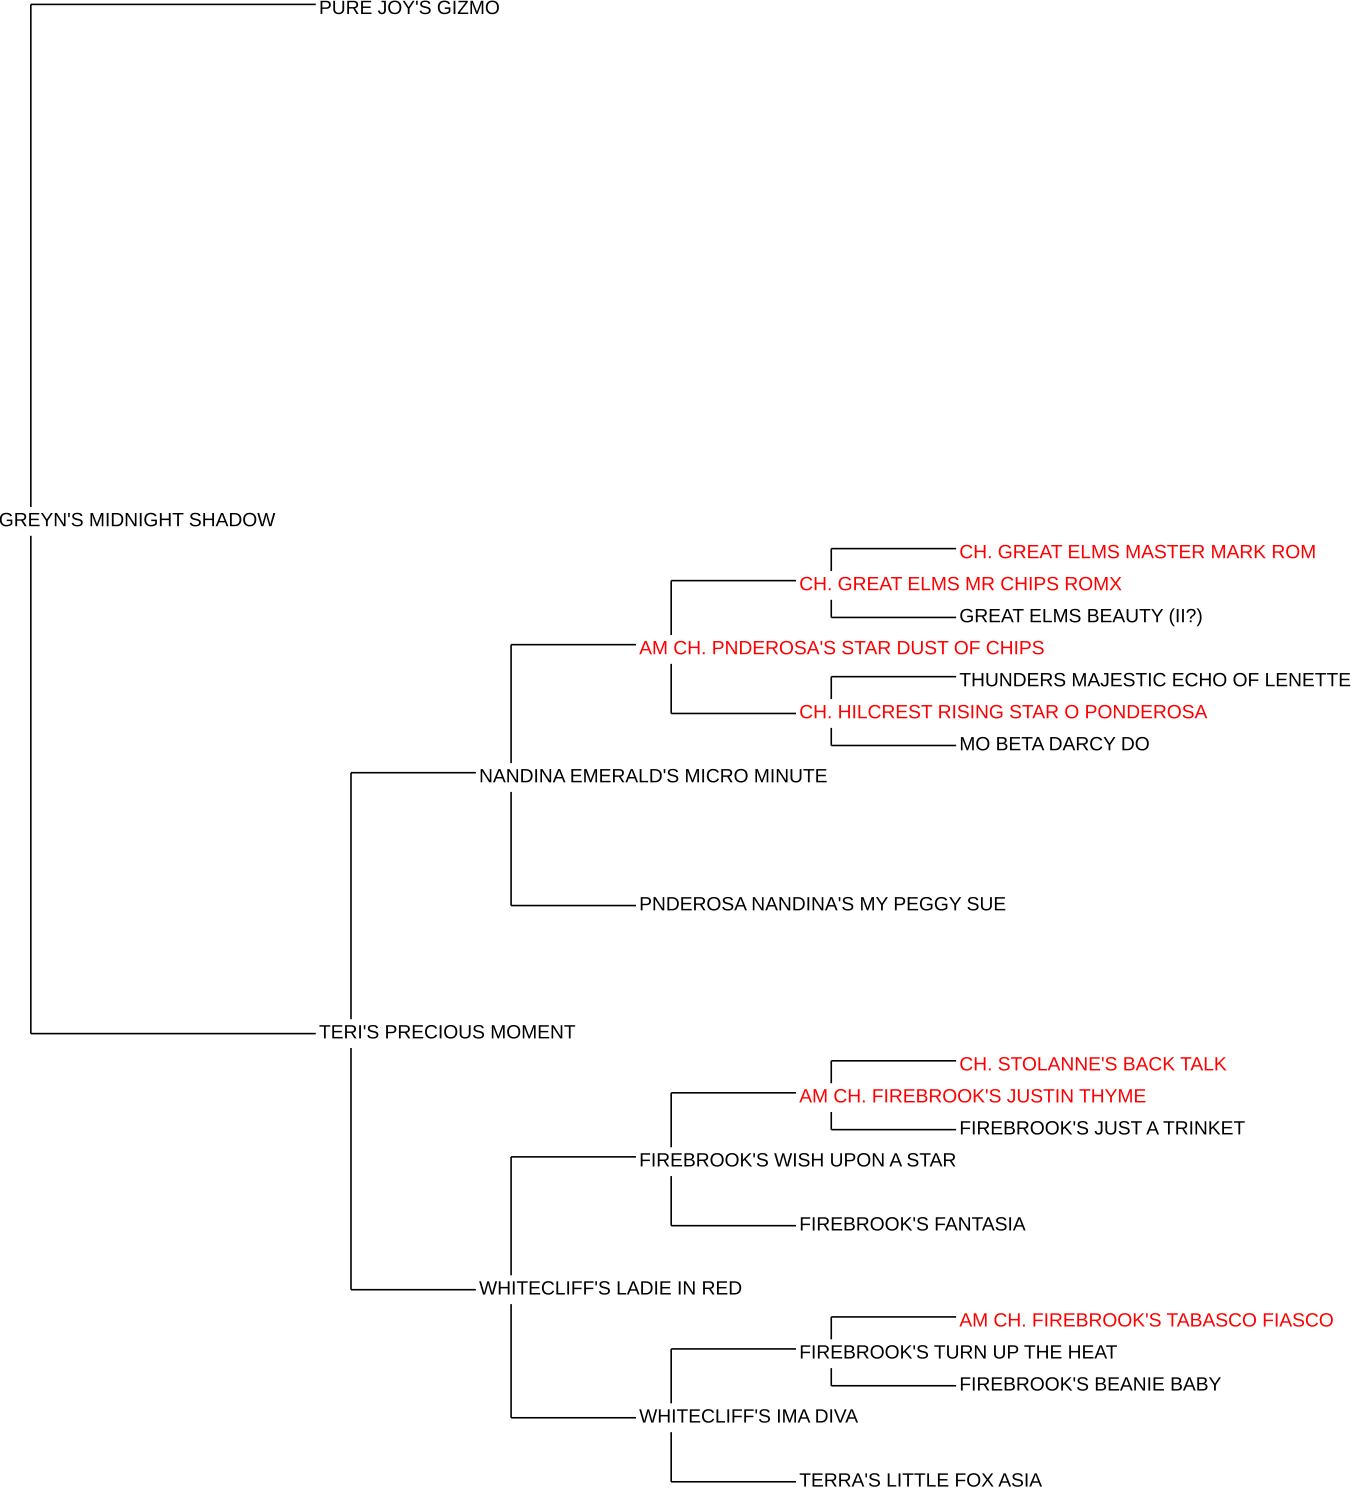 PURE JOY'S GIZMO
GREYN'S MIDNIGHT SHADOW
CH. GREAT ELMS MASTER MARK ROM
CH. GREAT ELMS MR CHIPS ROMX
GREAT ELMS BEAUTY (II?)
AM CH. PNDEROSA'S STAR DUST OF CHIPS
THUNDERS MAJESTIC ECHO OF LENETTE
CH. HILCREST RISING STAR O PONDEROSA
MO BETA DARCY DO
NANDINA EMERALD'S MICRO MINUTE
PNDEROSA NANDINA'S MY PEGGY SUE
TERI'S PRECIOUS MOMENT
CH. STOLANNE'S BACK TALK
AM CH. FIREBROOK'S JUSTIN THYME
FIREBROOK'S JUST A TRINKET
FIREBROOK'S WISH UPON A STAR
FIREBROOK'S FANTASIA
WHITECLIFF'S LADIE IN RED
AM CH. FIREBROOK'S TABASCO FIASCO
FIREBROOK'S TURN UP THE HEAT
FIREBROOK'S BEANIE BABY
WHITECLIFF'S IMA DIVA
TERRA'S LITTLE FOX ASIA